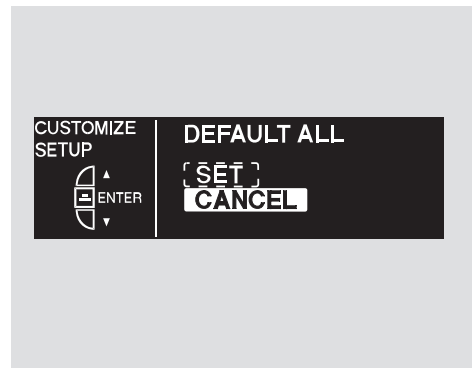 CUSTOMIZE
SETUP
ENTER
DEFAULT ALL
SET
CANCEL